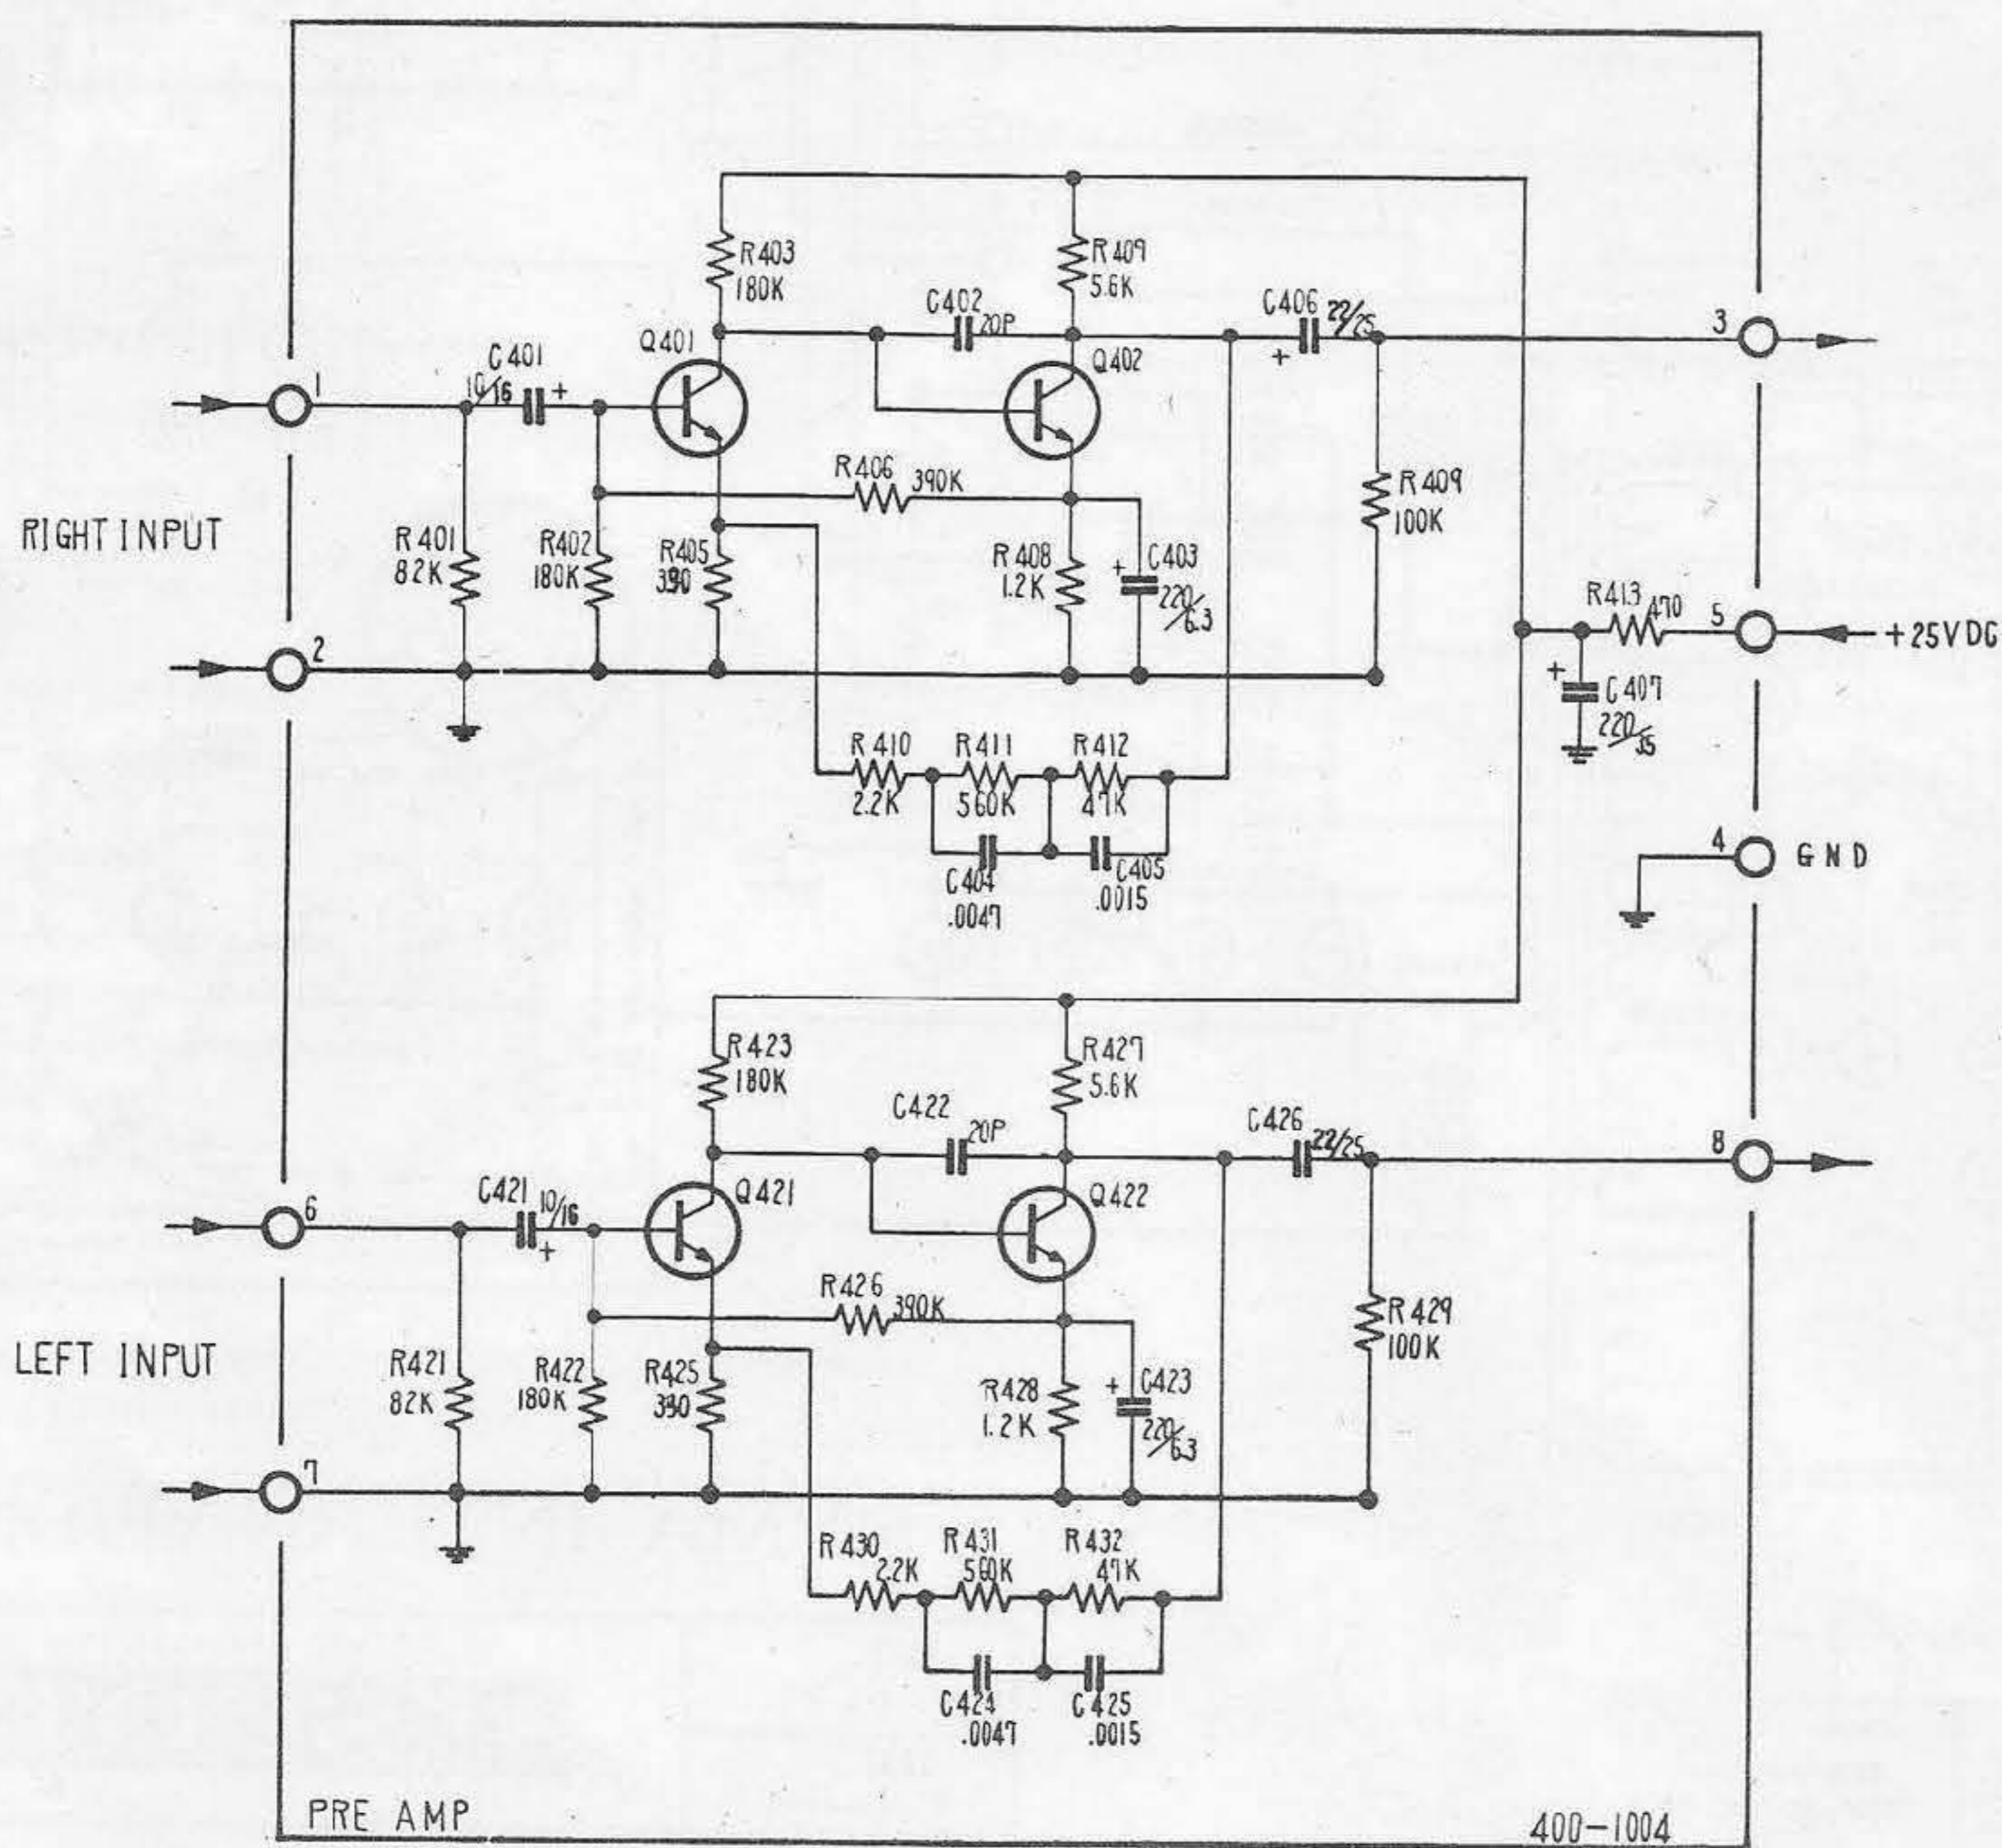 R403
180K
R409
5.6K
C402
20P
C406
22/25
3
Q401
Q402
C401
10/16
+
+
1
R406
390K
R409
100K
RIGHT INPUT
R401
82K
R402
180K
R405
R408
1.2K
+
C403
220/6.3
2
R413
470
5
+25VDC
+
C407
220/35
R410
2.2K
R411
560K
R412
47K
C404
.0047
C405
.0015
4
GND
R423
180K
R427
5.6K
C422
20P
C426
22/25
8
Q421
Q422
C421
10/16
+
6
R426
390K
R429
100K
LEFT INPUT
R421
82K
R422
180K
R425
R428
1.2K
+
C423
220/6.3
7
R430
2.2K
R431
560K
R432
47K
C424
.0047
C425
.0015
PRE AMP
400-1004